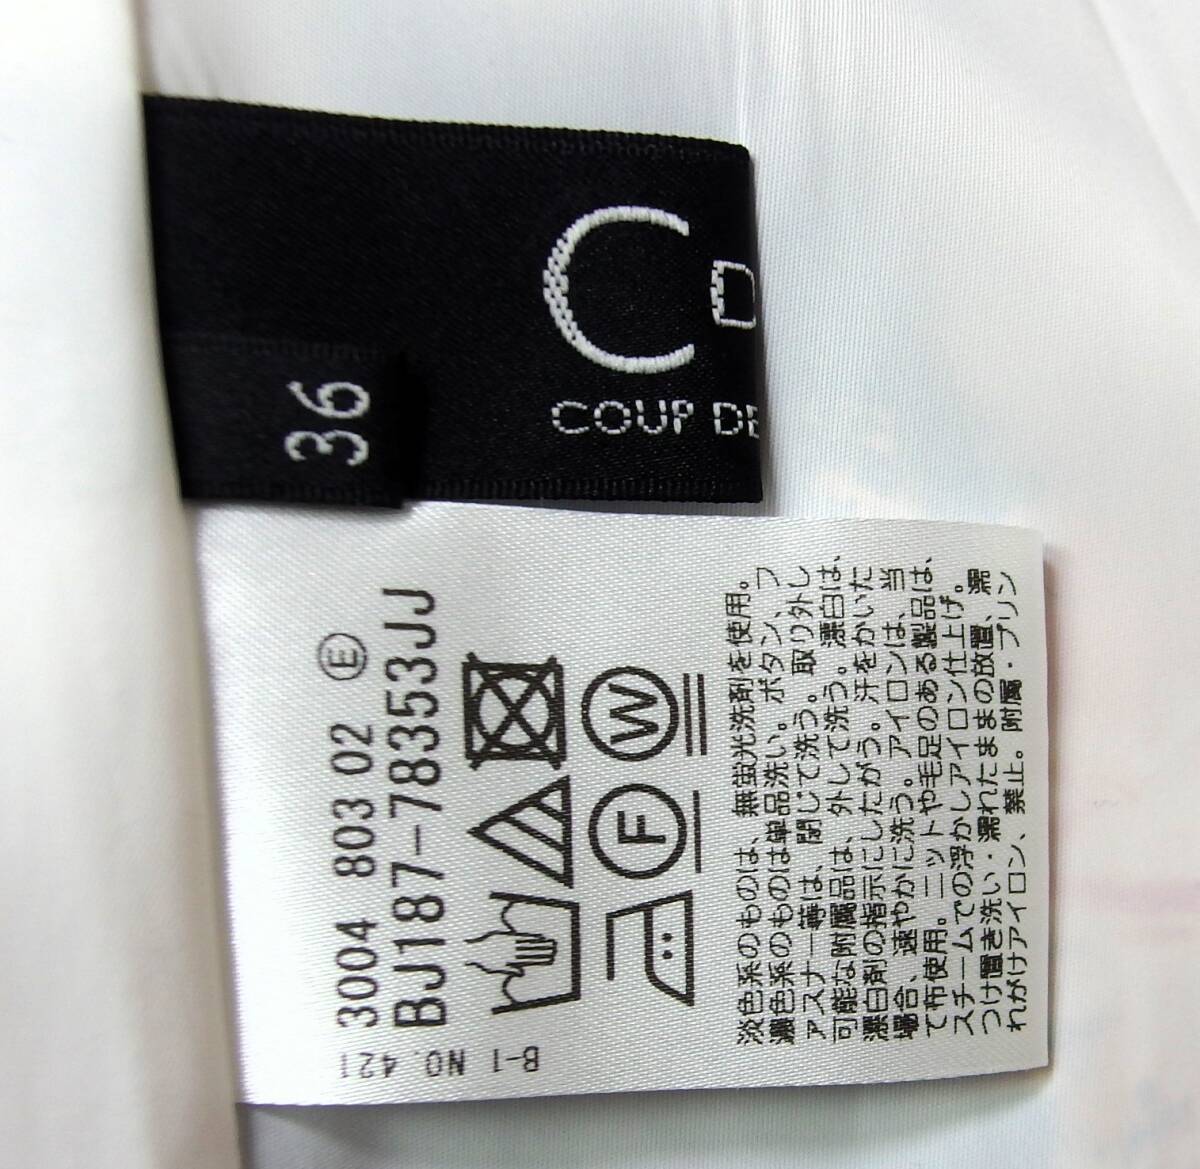 C D
COUP DE
36
3004 803 02 Ⓔ
BJ187-78353JJ
W
F
淡色系のものは、無蛍光洗剤を使用。
濃色系のものは単品洗い。ボタン、フ
ァスナー等は、閉じて洗う。取り外し
可能な附属品は、外して洗う。漂白は、
漂白剤の指示にしたがう。汗をかいた
場合、速やかに洗う。アイロンは、当
て布使用。ニットや毛足のある製品は、
スチームでの浮かしアイロン仕上げ。
つけ置き洗い・濡れたままの放置、濡
れがけアイロン、禁止。附属・プリン
B-1 NO.421